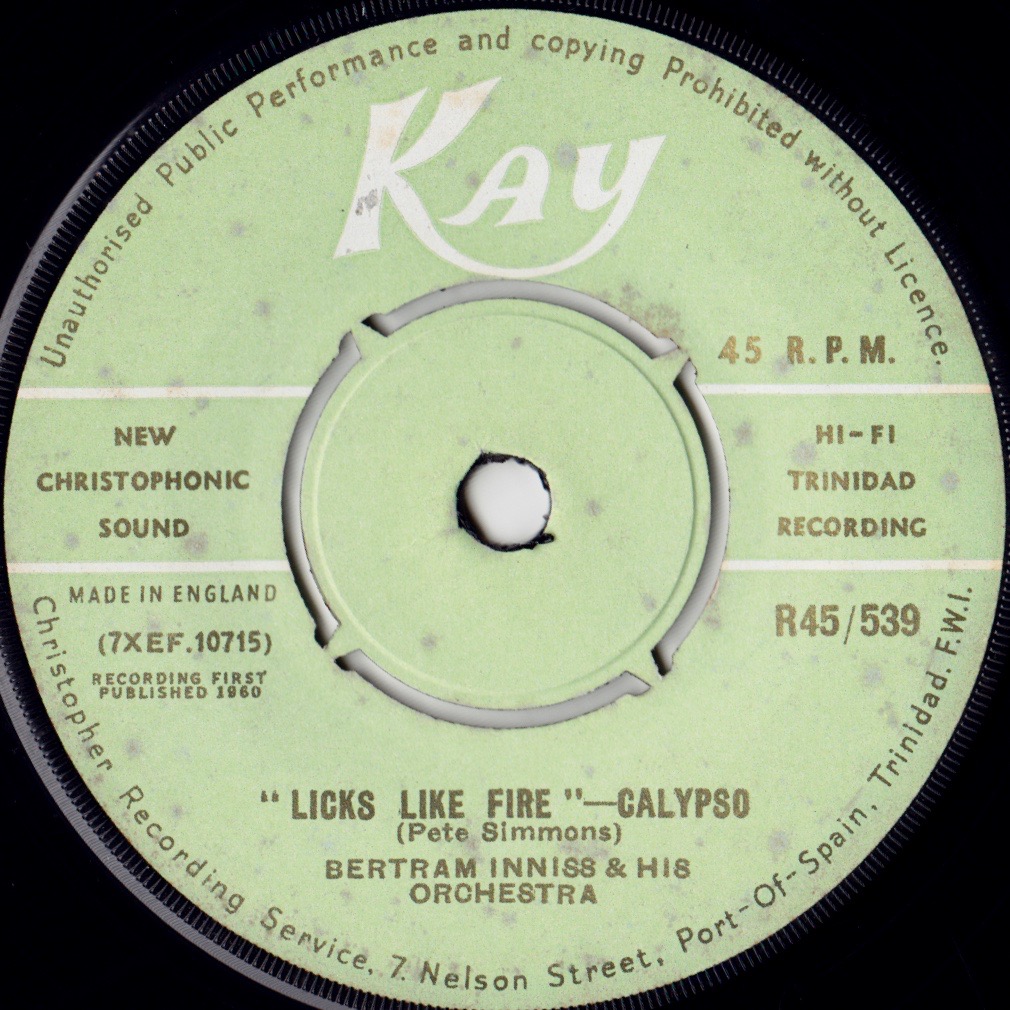 Unauthorised Public Performance and copying Prohibited without Licence.
Kay
45 R.P.M.
NEW
CHRISTOPHONIC
SOUND
HI-FI
TRINIDAD
RECORDING
MADE IN ENGLAND
(7XEF.10715)
RECORDING FIRST
PUBLISHED 1960
R45/539
"LICKS LIKE FIRE"—CALYPSO
(Pete Simmons)
BERTRAM INNISS & HIS
ORCHESTRA
Christopher Recording Service, 7. Nelson Street, Port-Of-Spain, Trinidad. F.W.I.